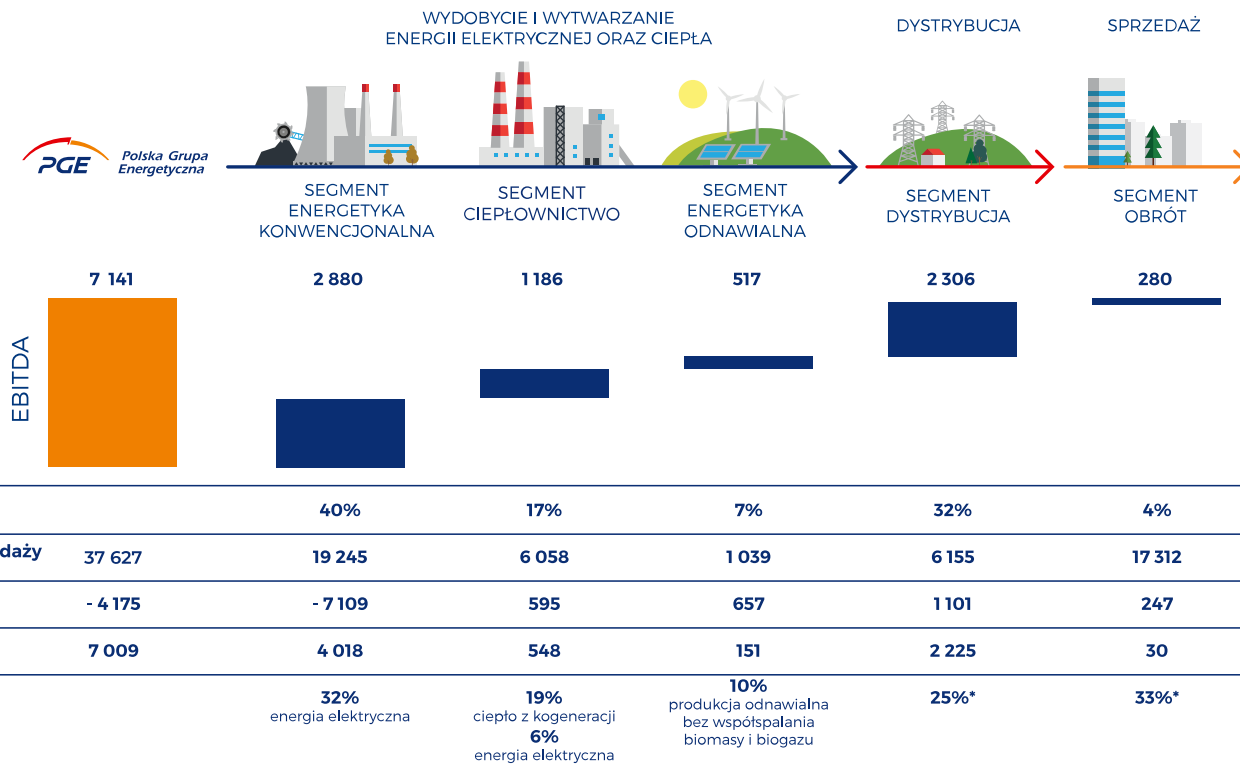 WYDOBYCIE I WYTWARZANIE
ENERGII ELEKTRYCZNEJ ORAZ CIEPŁA
DYSTRYBUCJA
SPRZEDAŻ
PGE Polska Grupa
Energetyczna
SEGMENT
ENERGETYKA
KONWENCJONALNA
SEGMENT
CIEPŁOWNICTWO
SEGMENT
ENERGETYKA
ODNAWIALNA
SEGMENT
DYSTRYBUCJA
SEGMENT
OBRÓT
7 141 2 880 1 186 517 2 306 280
EBITDA
40% 17% 7% 32% 4%
daży 37 627 19 245 6 058 1 039 6 155 17 312
- 4 175 - 7 109 595 657 1 101 247
7 009 4 018 548 151 2 225 30
32%
energia elektryczna
19%
ciepło z kogeneracji
6%
energia elektryczna
10%
produkcja odnawialna
bez współspalania
biomasy i biogazu
25%*
33%*